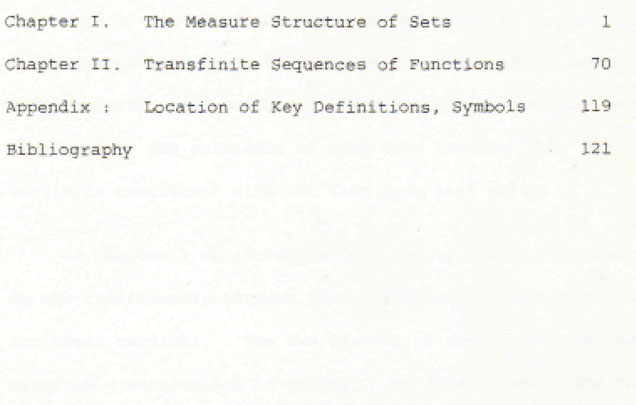 Chapter I. The Measure Structure of Sets 1
Chapter II. Transfinite Sequences of Functions 70
Appendix : Location of Key Definitions, Symbols 119
Bibliography 121